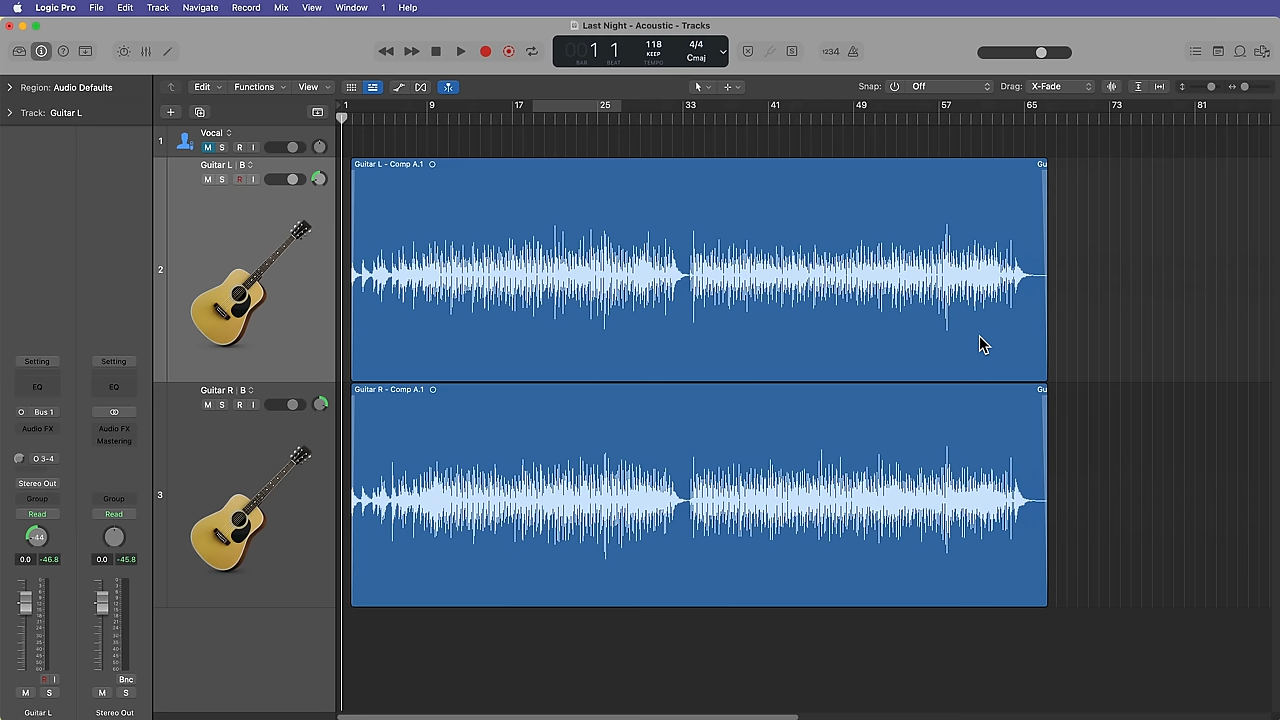 Logic Pro File Edit Track Navigate Record Mix View Window 1 Help
Last Night - Acoustic - Tracks
1 1 118 4/4
KEEP Cmaj
BAR BEAT TEMPO
1234
Region: Audio Defaults
Edit Functions View Snap: Off Drag: X-Fade
Track: Guitar L
1 9 17 25 33 41 49 57 65 73 81
1 Vocal
M S R I
Guitar L B
M S R I
Guitar L - Comp A.1 Gu
2
Guitar R B
M S R I
Guitar R - Comp A.1 Gu
3
Setting Setting
EQ EQ
Bus 1
Audio FX Audio FX
Mastering
O 3-4
Stereo Out
Group Group
Read Read
-44
0.0 -46.8 0.0 -45.8
R I Bnc
M S M S
Guitar L Stereo Out